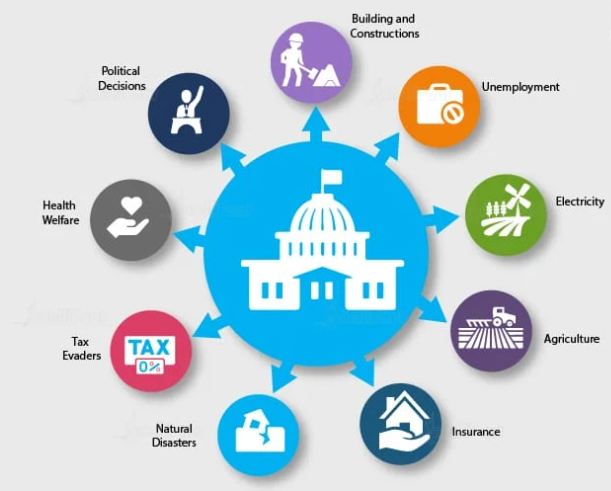 Building and
Constructions
Political
Decisions
Unemployment
Health
Welfare
Electricity
Tax
Evaders
TAX
0%
Agriculture
Natural
Disasters
Insurance